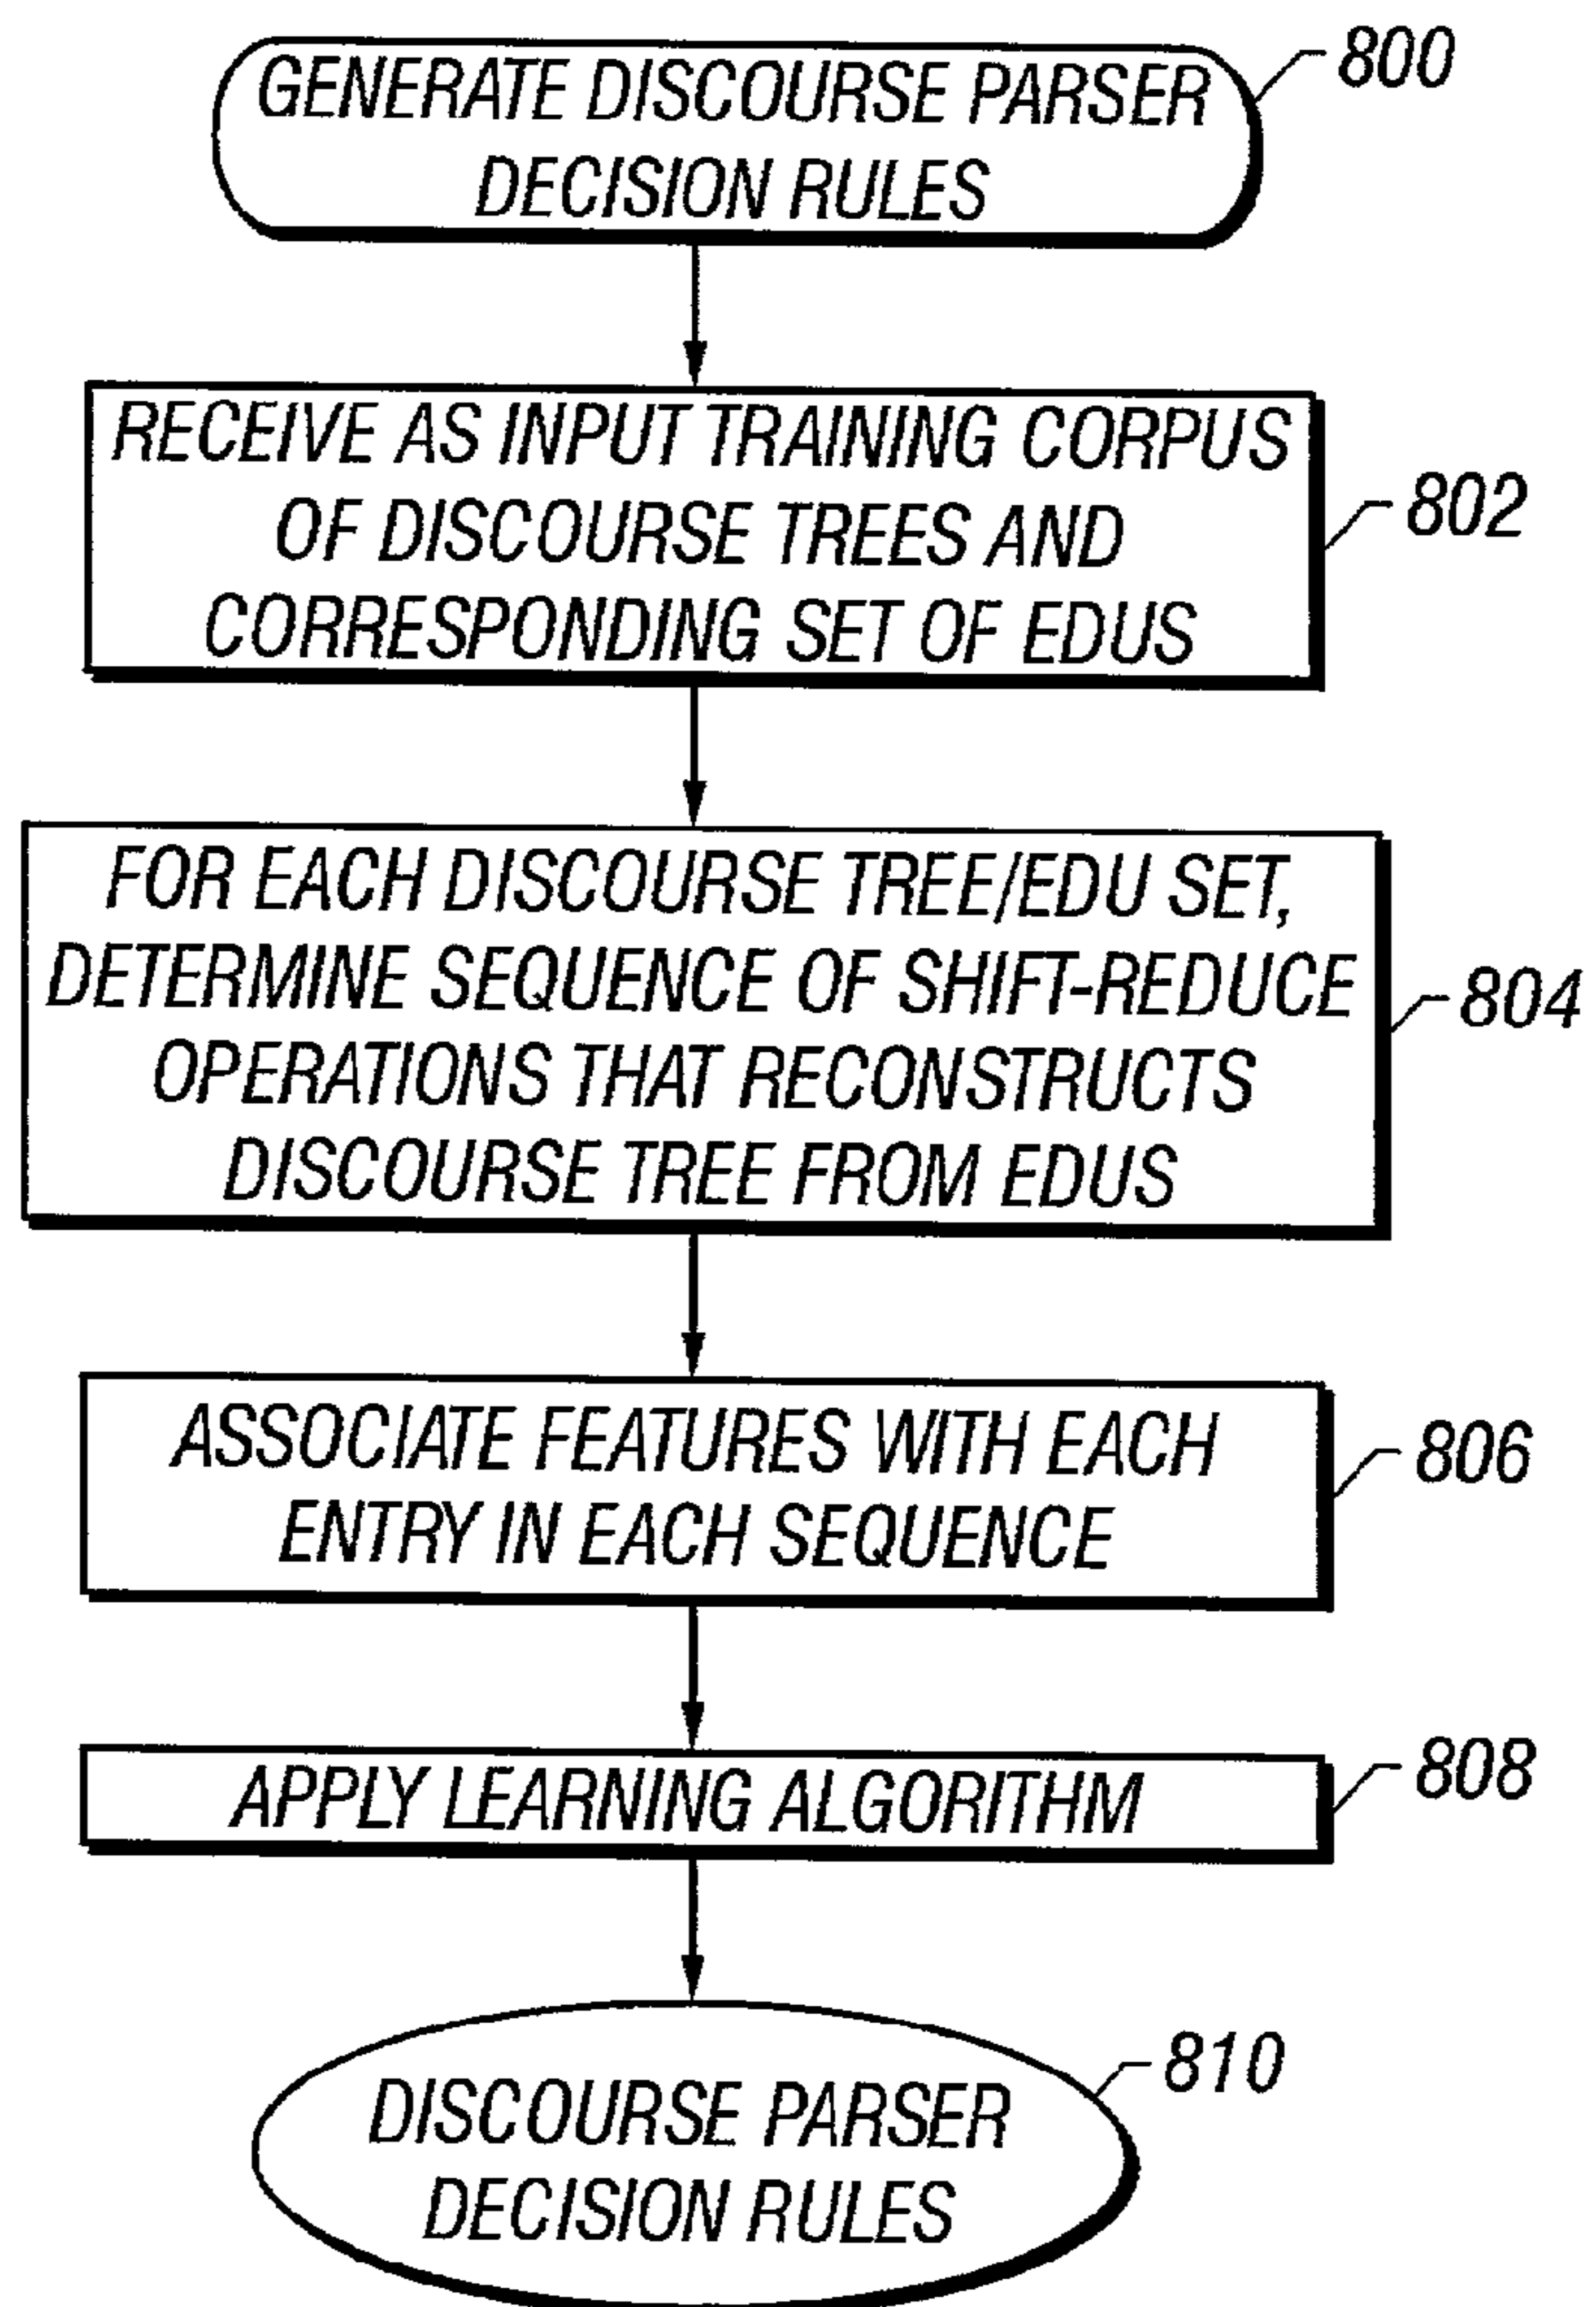 GENERATE DISCOURSE PARSER
DECISION RULES
800
RECEIVE AS INPUT TRAINING CORPUS
OF DISCOURSE TREES AND
CORRESPONDING SET OF EDUS
802
FOR EACH DISCOURSE TREE/EDU SET,
DETERMINE SEQUENCE OF SHIFT-REDUCE
OPERATIONS THAT RECONSTRUCTS
DISCOURSE TREE FROM EDUS
804
ASSOCIATE FEATURES WITH EACH
ENTRY IN EACH SEQUENCE
806
APPLY LEARNING ALGORITHM
808
DISCOURSE PARSER
DECISION RULES
810